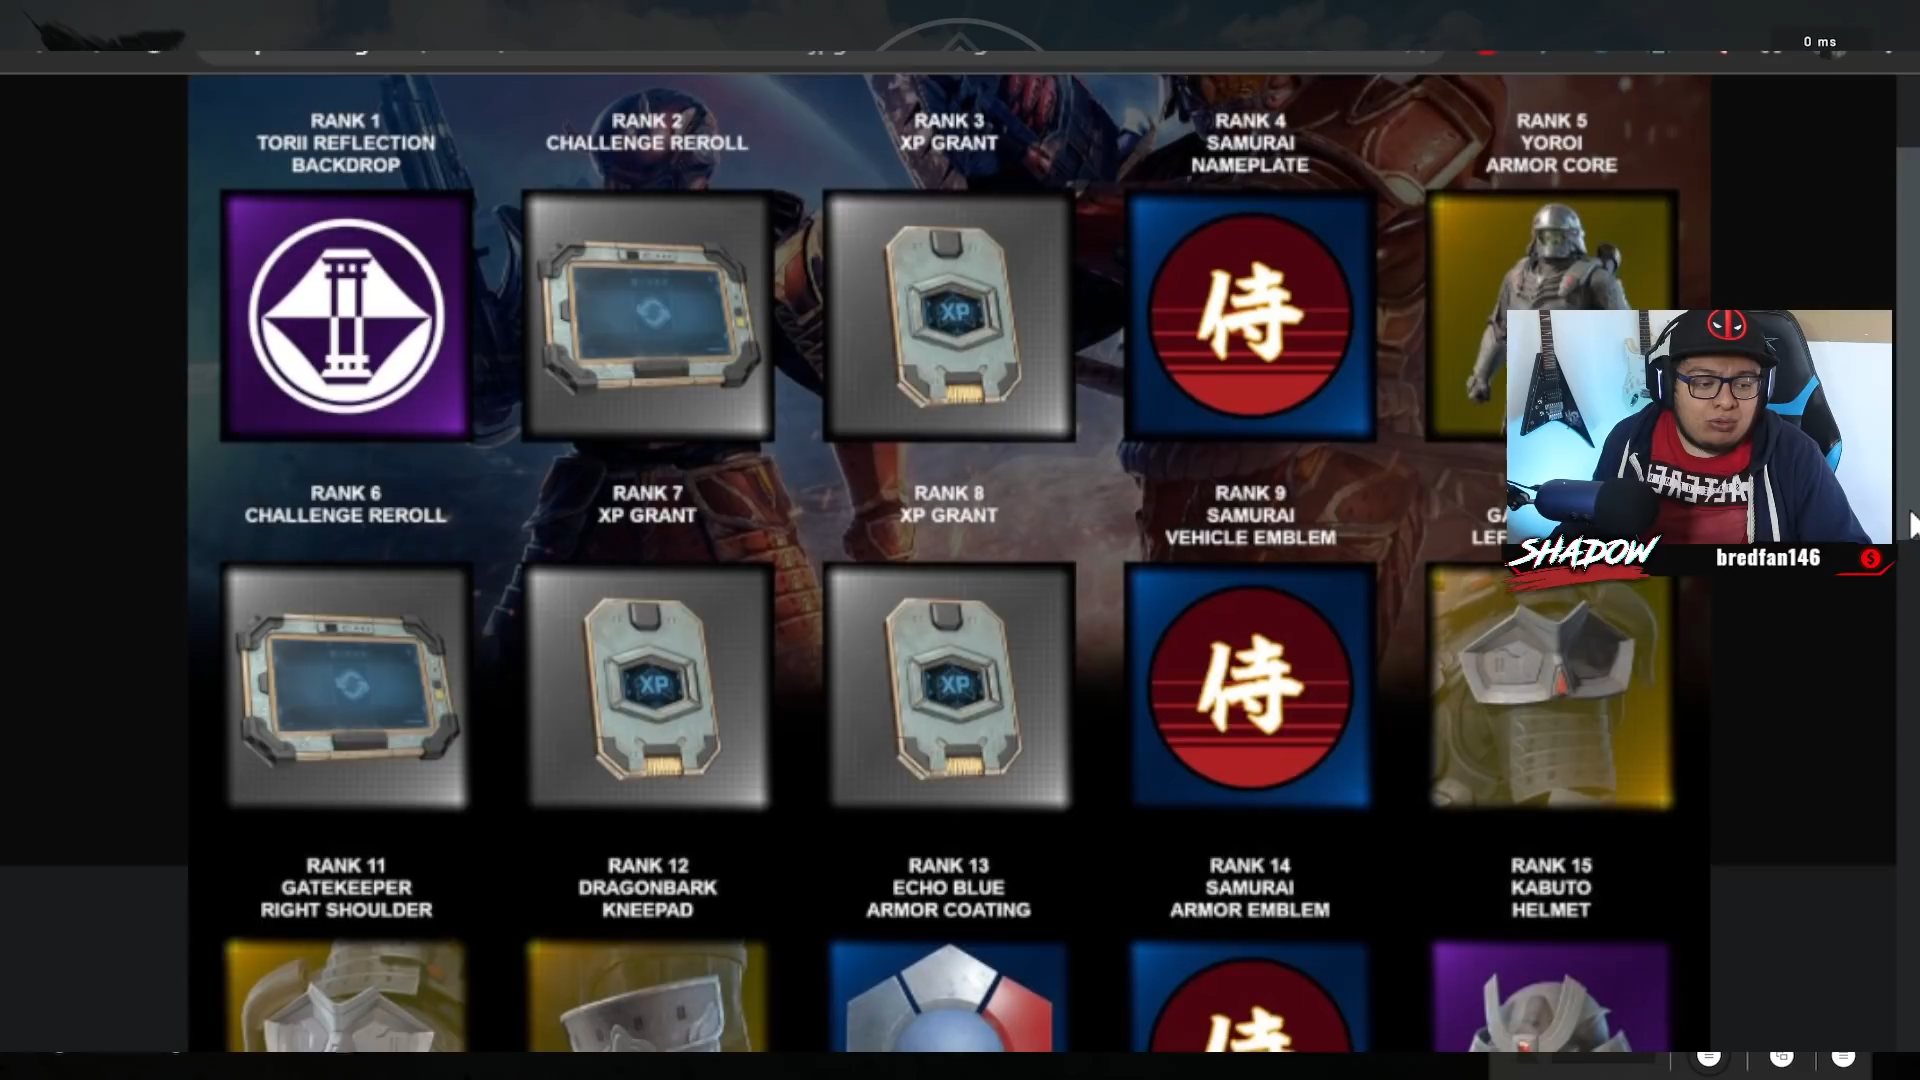 0 ms
RANK 1
TORII REFLECTION
BACKDROP
RANK 2
CHALLENGE REROLL
RANK 3
XP GRANT
RANK 4
SAMURAI
NAMEPLATE
RANK 5
YOROI
ARMOR CORE
XP
侍
RANK 6
CHALLENGE REROLL
RANK 7
XP GRANT
RANK 8
XP GRANT
RANK 9
SAMURAI
VEHICLE EMBLEM
SHADOW
bredfan146
XP
XP
侍
RANK 11
GATEKEEPER
RIGHT SHOULDER
RANK 12
DRAGONBARK
KNEEPAD
RANK 13
ECHO BLUE
ARMOR COATING
RANK 14
SAMURAI
ARMOR EMBLEM
RANK 15
KABUTO
HELMET